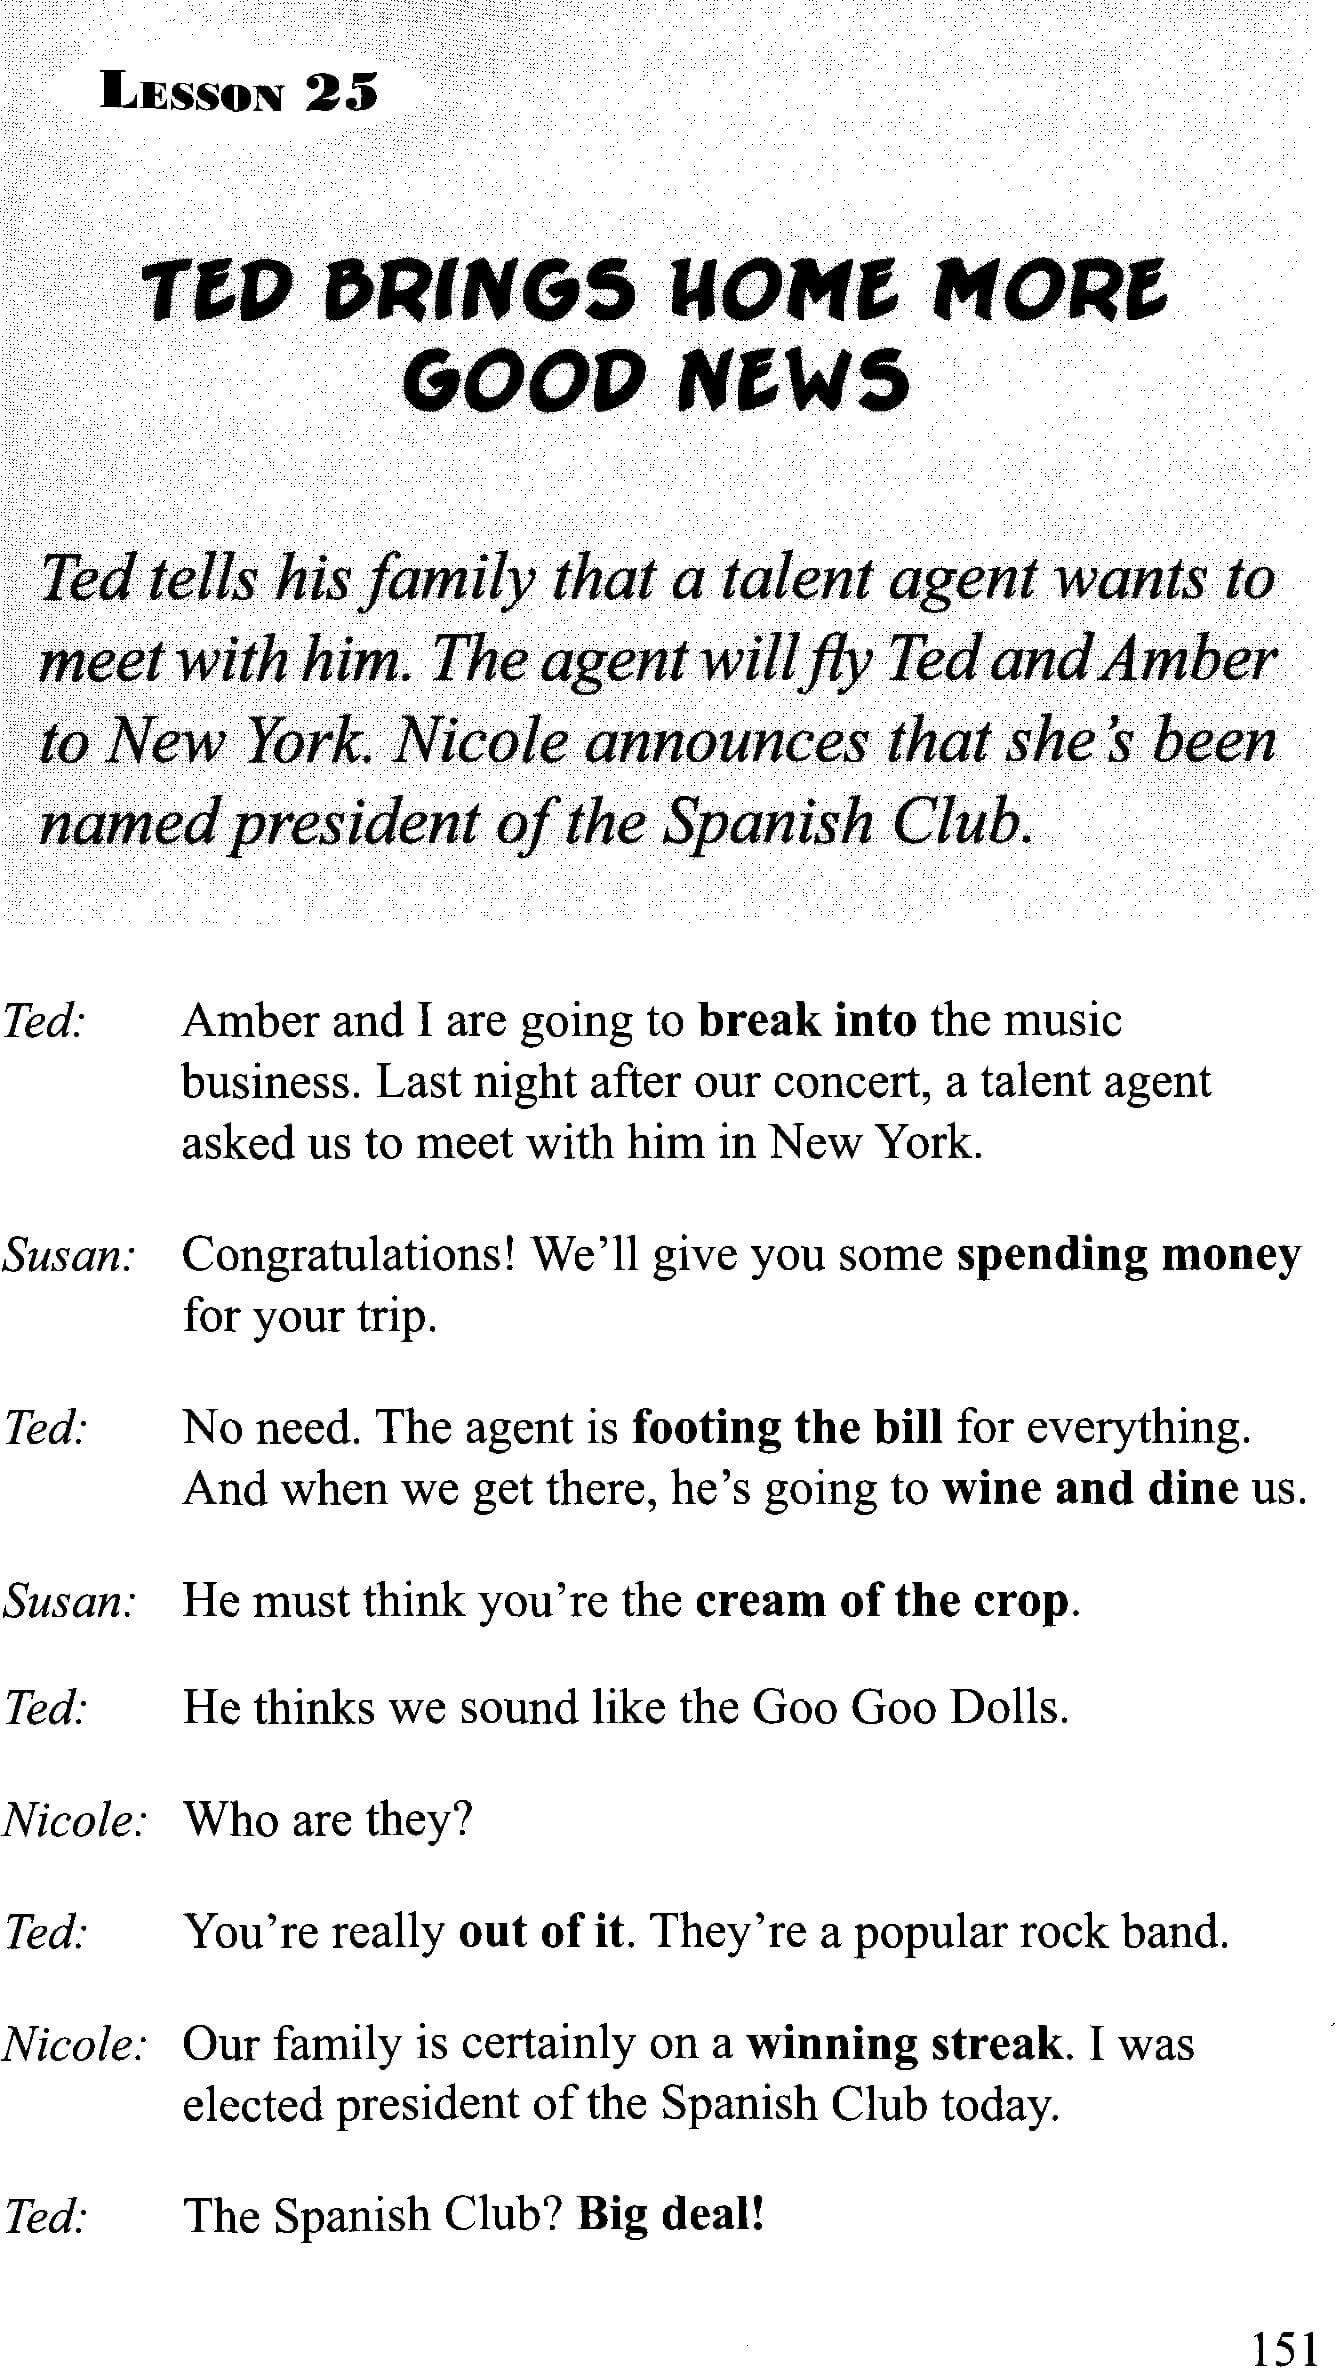 LESSON 25
TED BRINGS HOME MORE
GOOD NEWS
Ted tells his family that a talent agent wants to
meet with him. The agent will fly Ted and Amber
to New York. Nicole announces that she's been
named president of the Spanish Club.
Ted: Amber and I are going to break into the music
business. Last night after our concert, a talent agent
asked us to meet with him in New York.
Susan: Congratulations! We'll give you some spending money
for your trip.
Ted: No need. The agent is footing the bill for everything.
And when we get there, he's going to wine and dine us.
Susan: He must think you're the cream of the crop.
Ted: He thinks we sound like the Goo Goo Dolls.
Nicole: Who are they?
Ted: You're really out of it. They're a popular rock band.
Nicole: Our family is certainly on a winning streak. I was
elected president of the Spanish Club today.
Ted: The Spanish Club? Big deal!
151